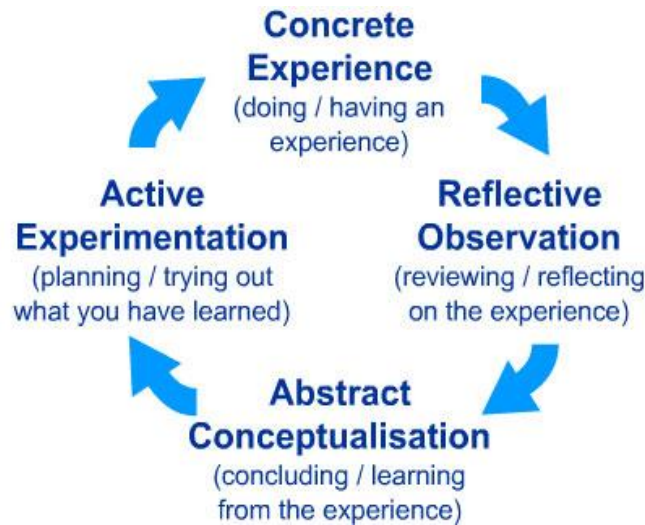 Concrete
Experience
(doing / having an
experience)
Reflective
Observation
(reviewing / reflecting
on the experience)
Abstract
Conceptualisation
(concluding / learning
from the experience)
Active
Experimentation
(planning / trying out
what you have learned)